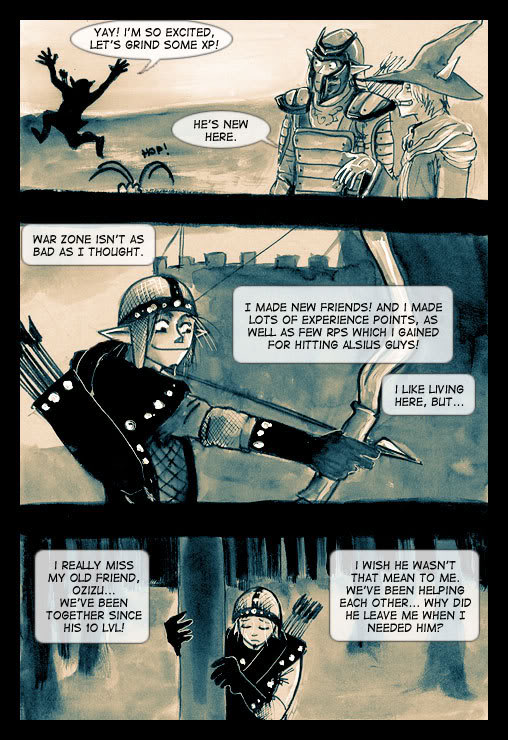 YAY! I'M SO EXCITED,
LET'S GRIND SOME XP!
HE'S NEW
HERE.
HOP!
WAR ZONE ISN'T AS
BAD AS I THOUGHT.
I MADE NEW FRIENDS! AND I MADE
LOTS OF EXPERIENCE POINTS, AS
WELL AS FEW RPS WHICH I GAINED
FOR HITTING ALSIUS GUYS!
I LIKE LIVING
HERE, BUT...
I REALLY MISS
MY OLD FRIEND,
OZIZU...
WE'VE BEEN
TOGETHER SINCE
HIS 10 LVL!
I WISH HE WASN'T
THAT MEAN TO ME.
WE'VE BEEN HELPING
EACH OTHER... WHY DID
HE LEAVE ME WHEN I
NEEDED HIM?